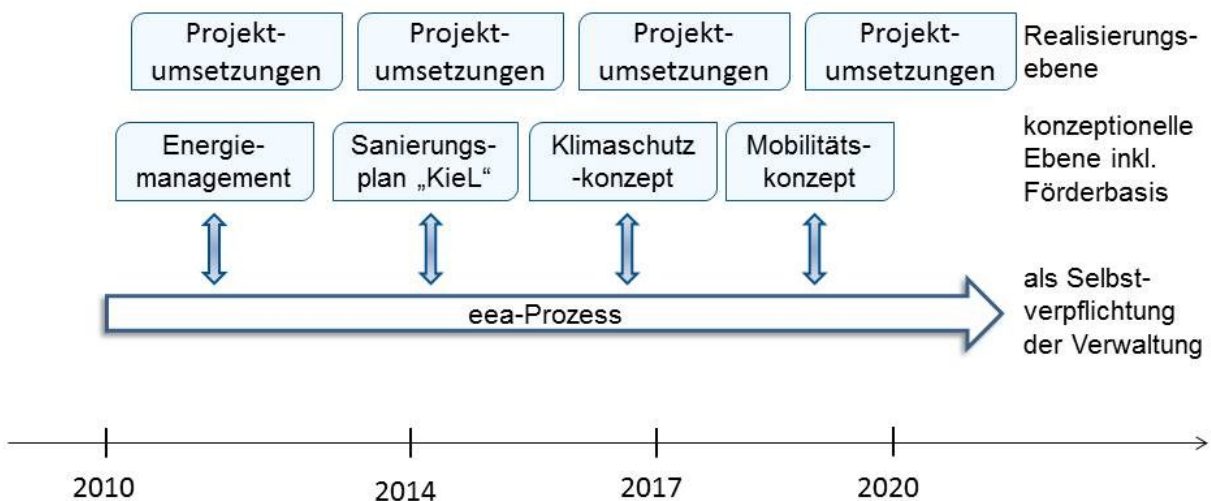 Projekt-
umsetzungen
Projekt-
umsetzungen
Projekt-
umsetzungen
Projekt-
umsetzungen
Realisierungs-
ebene
Energie-
management
Sanierungs-
plan „KieL“
Klimaschutz
-konzept
Mobilitäts-
konzept
konzeptionelle
Ebene inkl.
Förderbasis
eea-Prozess
als Selbst-
verpflichtung
der Verwaltung
2010
2014
2017
2020